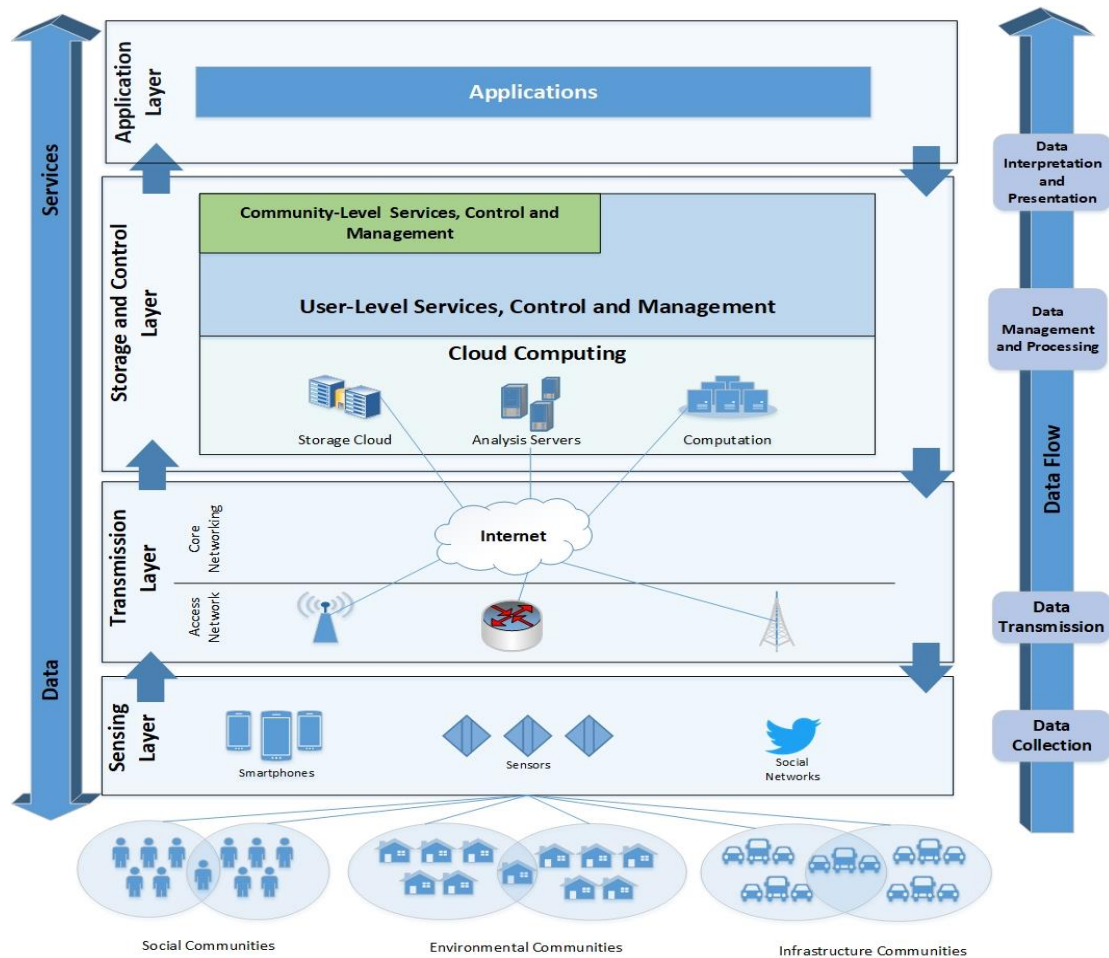 Application
Layer
Applications
Services
Data
Interpretation
and
Presentation
Storage and Control
Layer
Community-Level Services, Control and
Management
User-Level Services, Control and Management
Data
Management
and Processing
Cloud Computing
Storage Cloud
Analysis Servers
Computation
Data Flow
Transmission
Layer
Core
Networking
Internet
Access
Network
Data
Transmission
Data
Sensing
Layer
Smartphones
Sensors
Social
Networks
Data
Collection
Social Communities
Environmental Communities
Infrastructure Communities